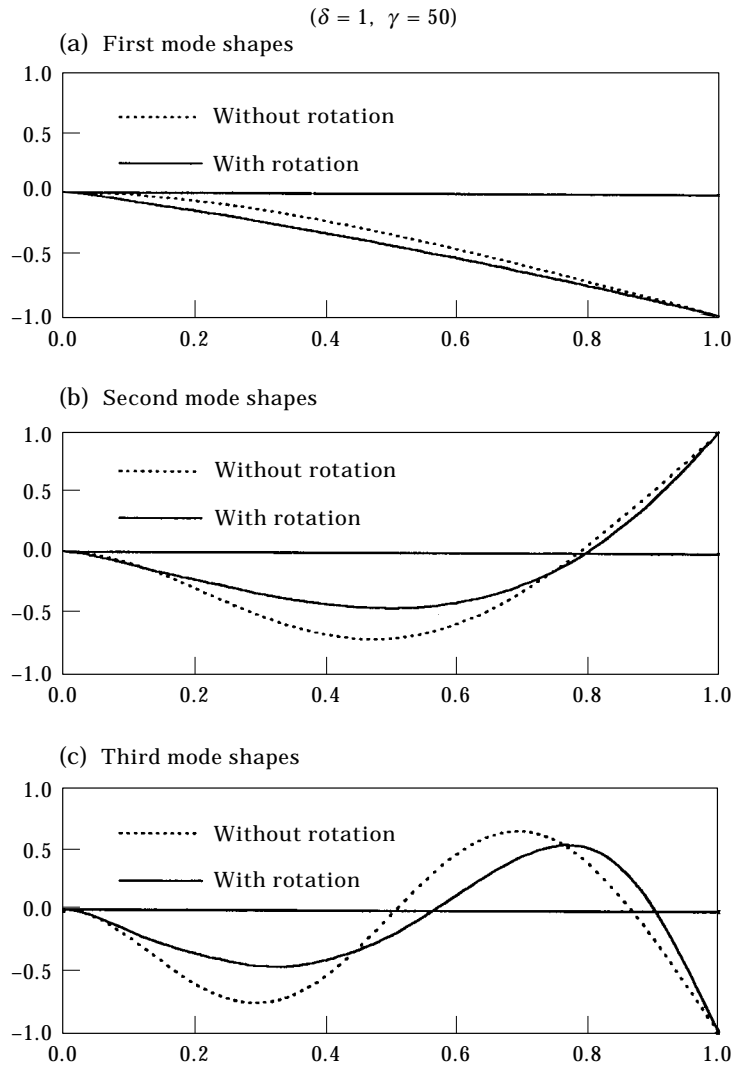 (δ = 1, γ = 50)
(a) First mode shapes
1.0
Without rotation
0.5
With rotation
0.0
−0.5
−1.0
0.0 0.2 0.4 0.6 0.8 1.0
(b) Second mode shapes
1.0
Without rotation
0.5
With rotation
0.0
−0.5
−1.0
0.0 0.2 0.4 0.6 0.8 1.0
(c) Third mode shapes
1.0
Without rotation
0.5
With rotation
0.0
−0.5
−1.0
0.0 0.2 0.4 0.6 0.8 1.0